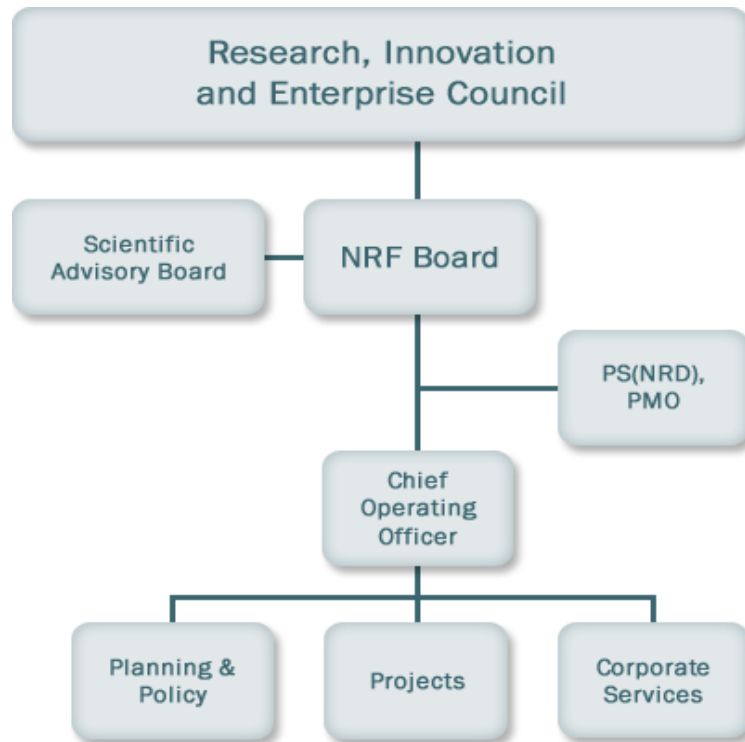 Research, Innovation
and Enterprise Council
Scientific
Advisory Board
NRF Board
PS(NRD),
PMO
Chief
Operating
Officer
Planning &
Policy
Projects
Corporate
Services